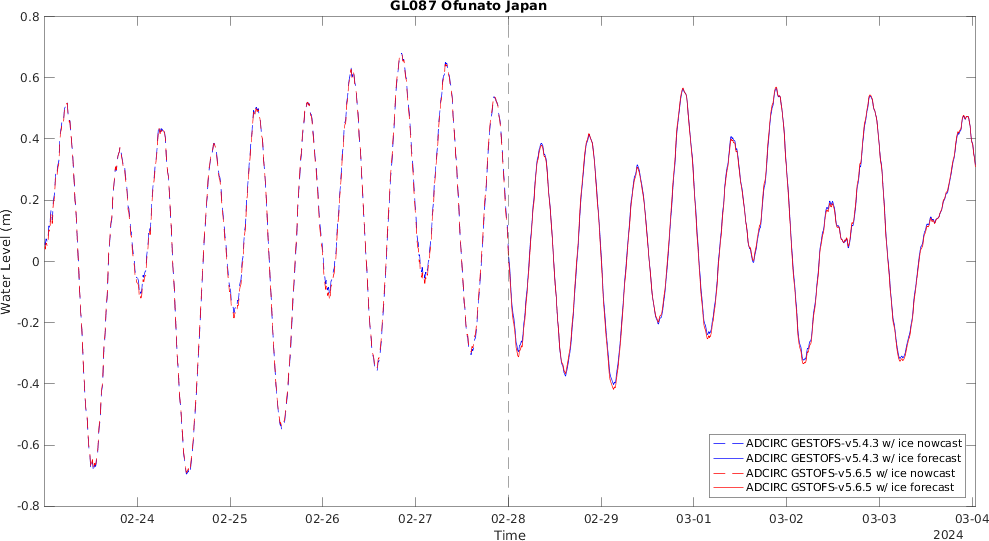 GL087 Ofunato Japan
Water Level (m)
0.8
0.6
0.4
0.2
0
-0.2
-0.4
-0.6
-0.8
ADCIRC GESTOFS-v5.4.3 w/ ice nowcast
ADCIRC GESTOFS-v5.4.3 w/ ice forecast
ADCIRC GSTOFS-v5.6.5 w/ ice nowcast
ADCIRC GSTOFS-v5.6.5 w/ ice forecast
02-24 02-25 02-26 02-27 02-28 02-29 03-01 03-02 03-03 03-04
Time
2024